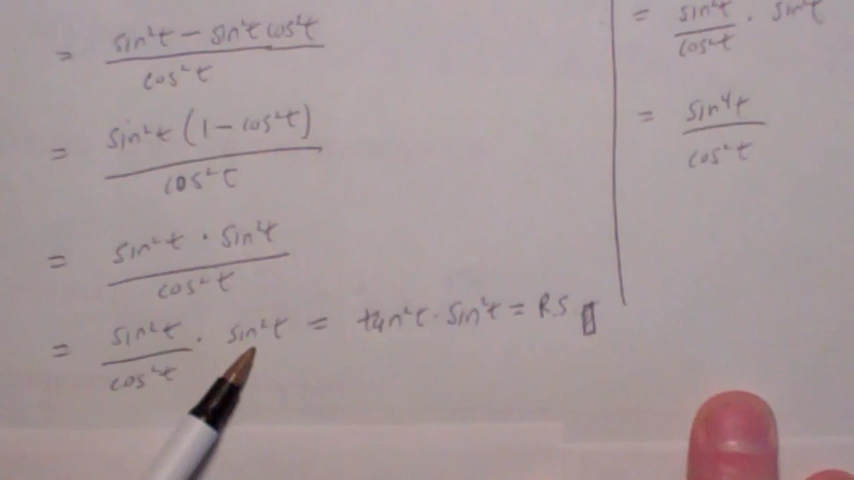 = sin²t - sin²t cos²t / cos²t
= sin²t (1 - cos²t) / cos²t
= sin²t · sin²t / cos²t
= sin²t / cos²t · sin²t = tan²t · sin²t = R.S.
= sin²t / cos²t · sin²t
= sin⁴t / cos²t